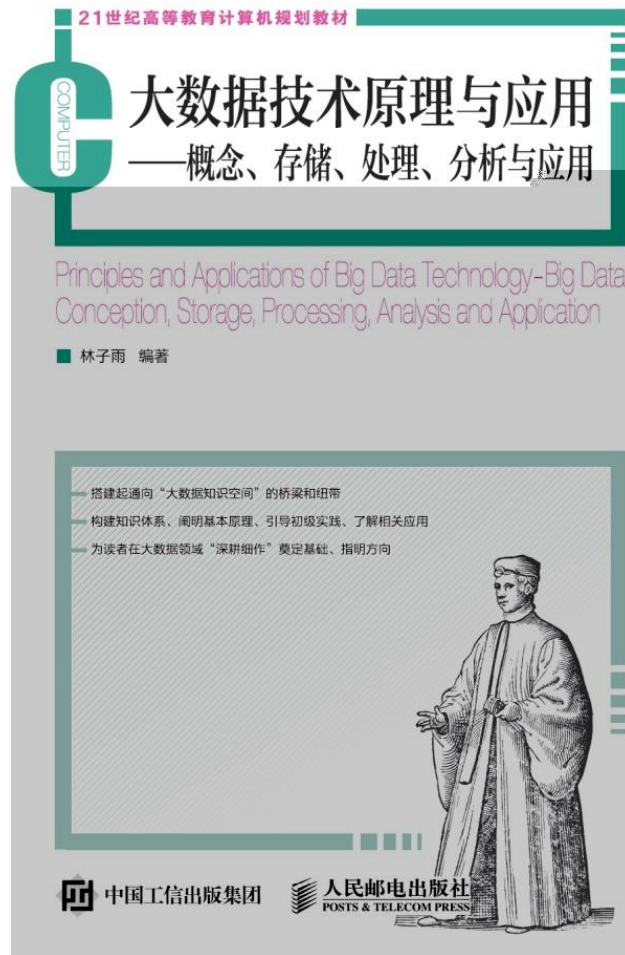 21世纪高等教育计算机规划教材
COMPUTER
大数据技术原理与应用
——概念、存储、处理、分析与应用
Principles and Applications of Big Data Technology-Big Data
Conception, Storage, Processing, Analysis and Application
林子雨 编著
搭建起通向“大数据知识空间”的桥梁和纽带
构建知识体系、阐明基本原理、引导初级实践、了解相关应用
为读者在大数据领域“深耕细作”奠定基础、指明方向
中国工信出版集团
人民邮电出版社
POSTS & TELECOM PRESS